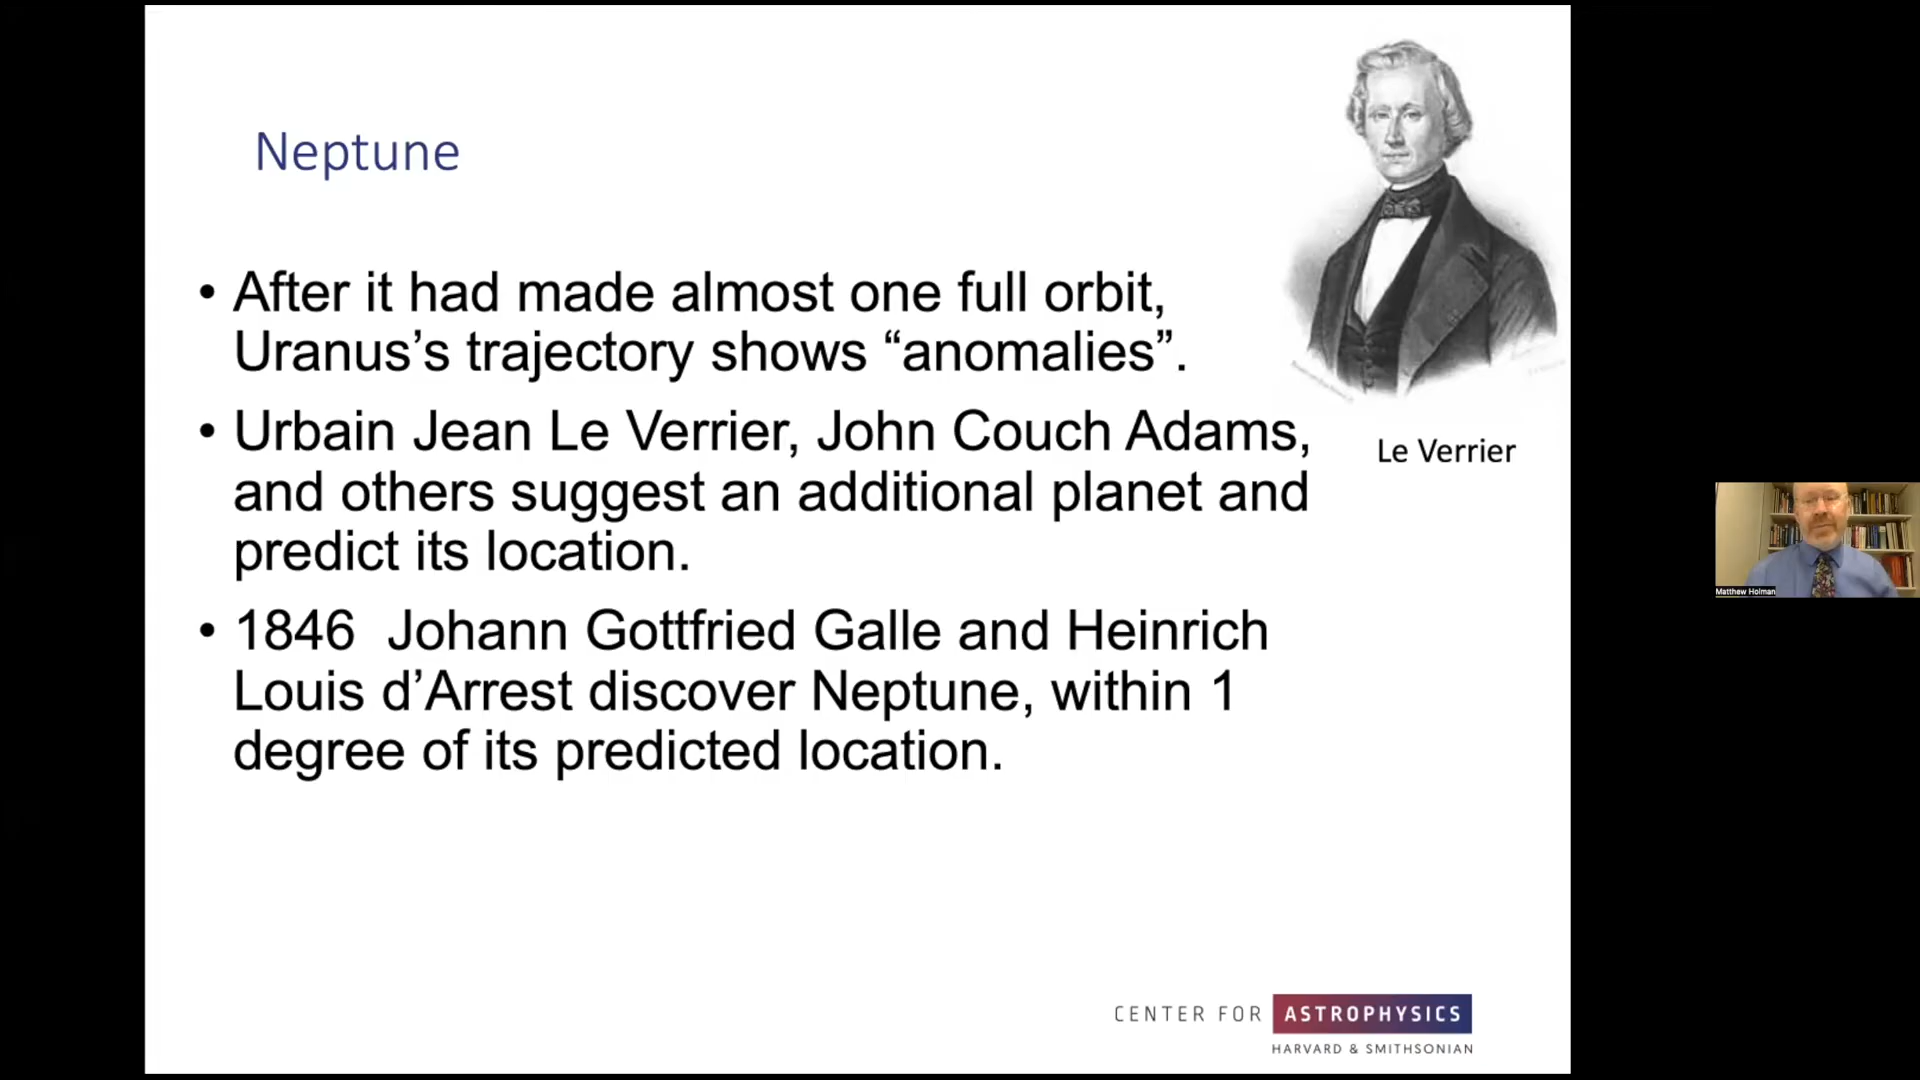 Neptune
• After it had made almost one full orbit,
Uranus’s trajectory shows “anomalies”.
• Urbain Jean Le Verrier, John Couch Adams,
and others suggest an additional planet and
predict its location.
• 1846  Johann Gottfried Galle and Heinrich
Louis d’Arrest discover Neptune, within 1
degree of its predicted location.
Le Verrier
Matthew Holman
CENTER FOR ASTROPHYSICS
HARVARD & SMITHSONIAN